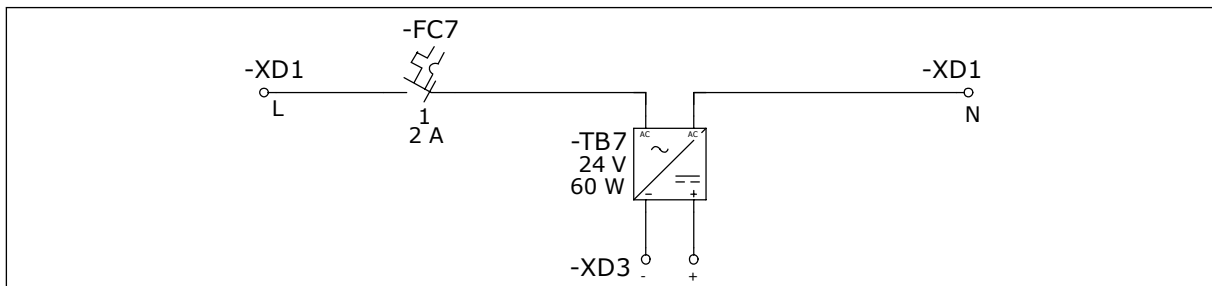 -FC7
-XD1
-XD1
L
N
1
2 A
AC AC
-TB7
24 V
60 W
- +
-XD3
- +